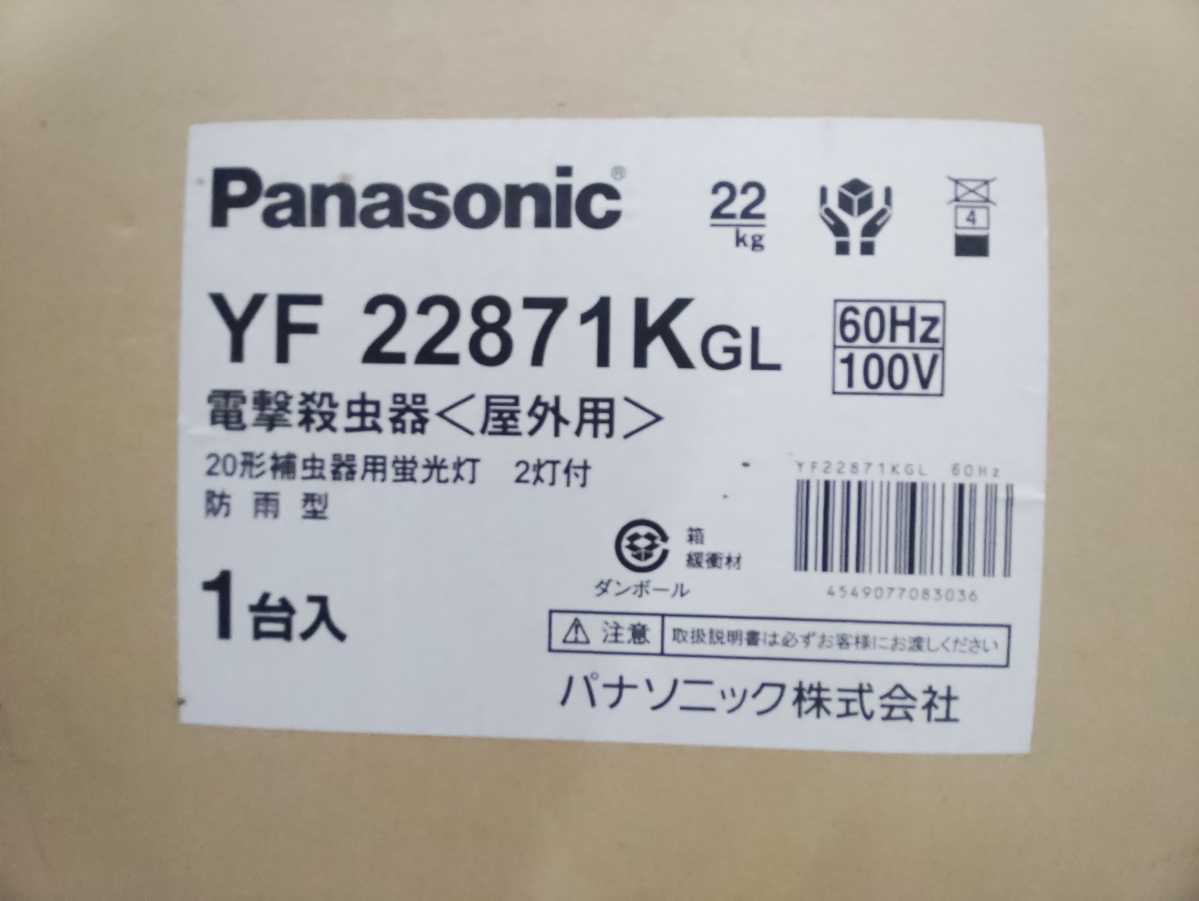 Panasonic®
22
kg
4
YF 22871KGL
60Hz
100V
電撃殺虫器<屋外用>
20形補虫器用蛍光灯 2灯付
防雨型
YF22871KGL 60Hz
4549077083036
箱
緩衝材
ダンボール
1台入
注意 取扱説明書は必ずお客様にお渡しください
パナソニック株式会社